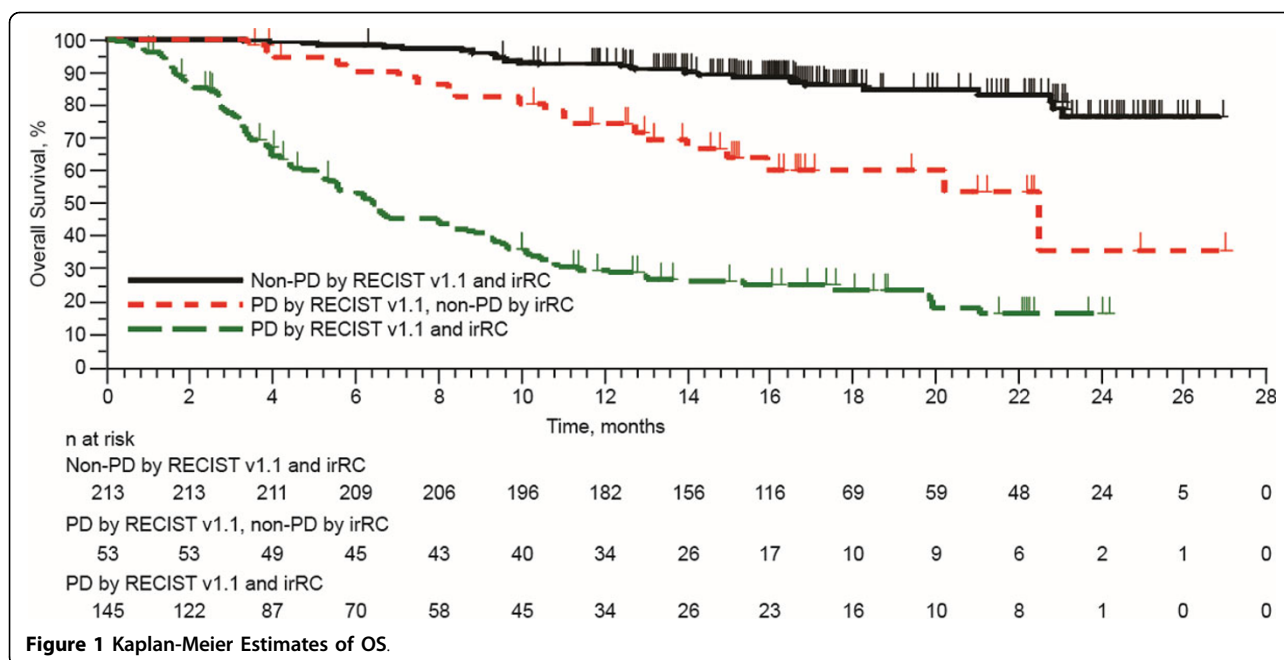 100
90
80
70
60
50
40
30
20
10
0
Overall Survival, %
Non-PD by RECIST v1.1 and irRC
PD by RECIST v1.1, non-PD by irRC
PD by RECIST v1.1 and irRC
0 2 4 6 8 10 12 14 16 18 20 22 24 26 28
Time, months
n at risk
Non-PD by RECIST v1.1 and irRC
213 213 211 209 206 196 182 156 116 69 59 48 24 5 0
PD by RECIST v1.1, non-PD by irRC
53 53 49 45 43 40 34 26 17 10 9 6 2 1 0
PD by RECIST v1.1 and irRC
145 122 87 70 58 45 34 26 23 16 10 8 1 0 0
Figure 1 Kaplan-Meier Estimates of OS.